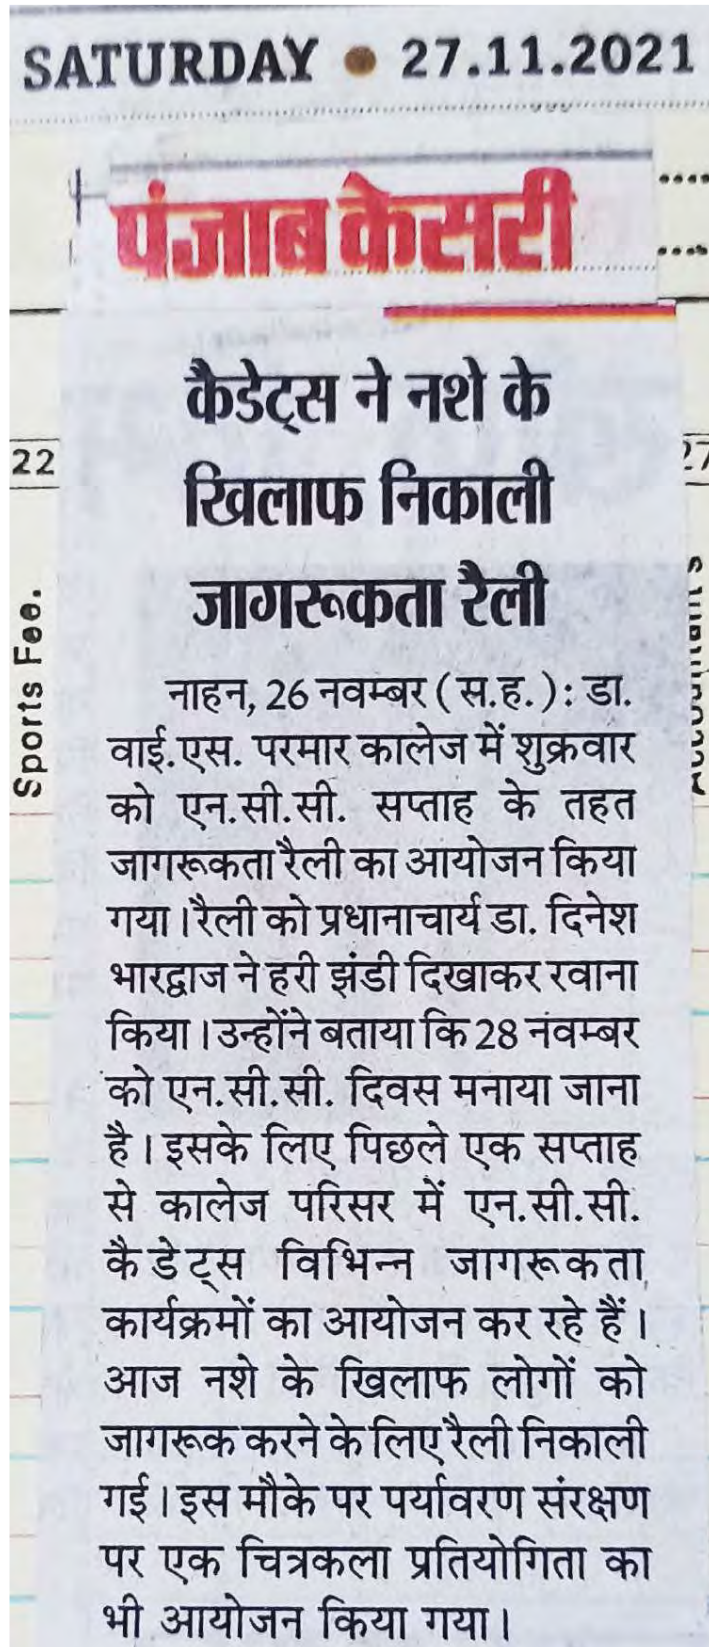 SATURDAY • 27.11.2021
पंजाब केसरी
कैडेट्स ने नशे के
खिलाफ निकाली
जागरूकता रैली
22
27
Sports Fee.
नाहन, 26 नवम्बर (स.ह.): डा.
वाई.एस. परमार कालेज में शुक्रवार
को एन.सी.सी. सप्ताह के तहत
जागरूकता रैली का आयोजन किया
गया। रैली को प्रधानाचार्य डा. दिनेश
भारद्वाज ने हरी झंडी दिखाकर रवाना
किया। उन्होंने बताया कि 28 नवम्बर
को एन.सी.सी. दिवस मनाया जाना
है। इसके लिए पिछले एक सप्ताह
से कालेज परिसर में एन.सी.सी.
कैडेट्स विभिन्न जागरूकता
कार्यक्रमों का आयोजन कर रहे हैं।
आज नशे के खिलाफ लोगों को
जागरूक करने के लिए रैली निकाली
गई। इस मौके पर पर्यावरण संरक्षण
पर एक चित्रकला प्रतियोगिता का
भी आयोजन किया गया।